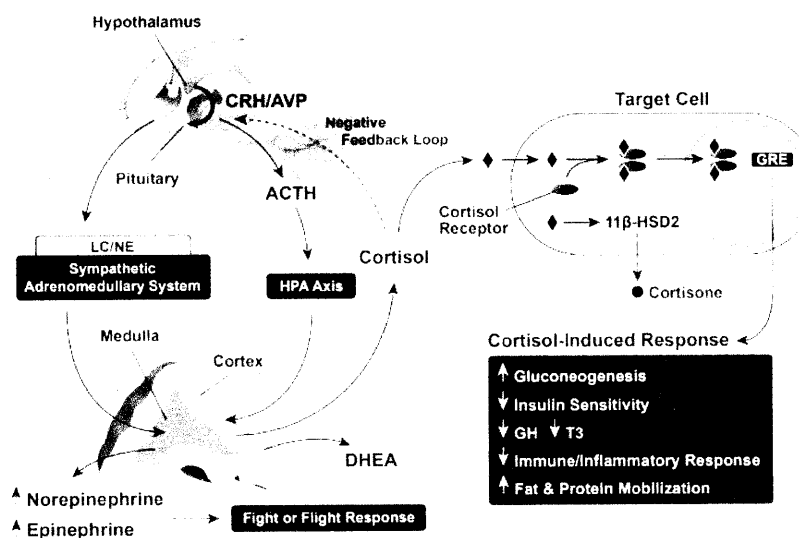 Hypothalamus
CRH/AVP
Negative
Feedback Loop
Pituitary
ACTH
LC/NE
Sympathetic
Adrenomedullary System
HPA Axis
Cortisol
Medulla
Cortex
DHEA
Norepinephrine
Epinephrine
Fight or Flight Response
Target Cell
GRE
Cortisol
Receptor
11β-HSD2
Cortisone
Cortisol-Induced Response
↑ Gluconeogenesis
↓ Insulin Sensitivity
↓ GH ↓ T3
↓ Immune/Inflammatory Response
↑ Fat & Protein Mobilization